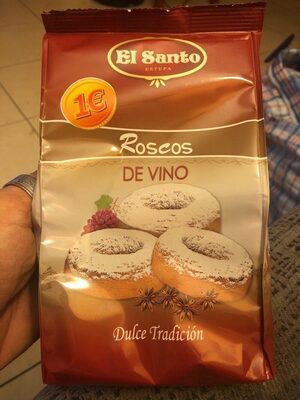 El Santo
ESTEPA
1€
Roscos
DE VINO
Dulce Tradición